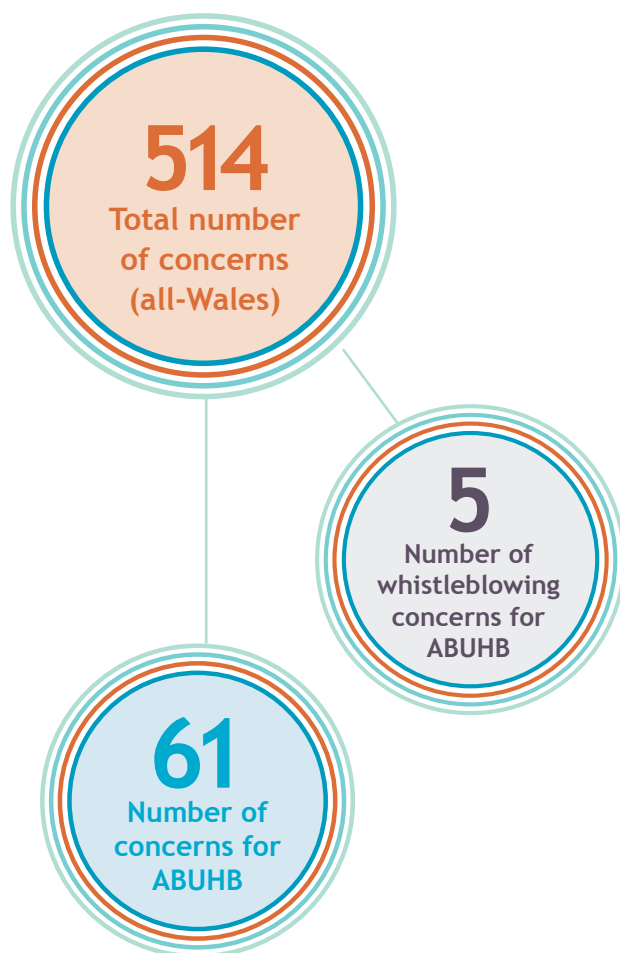 514
Total number
of concerns
(all-Wales)
5
Number of
whistleblowing
concerns for
ABUHB
61
Number of
concerns for
ABUHB